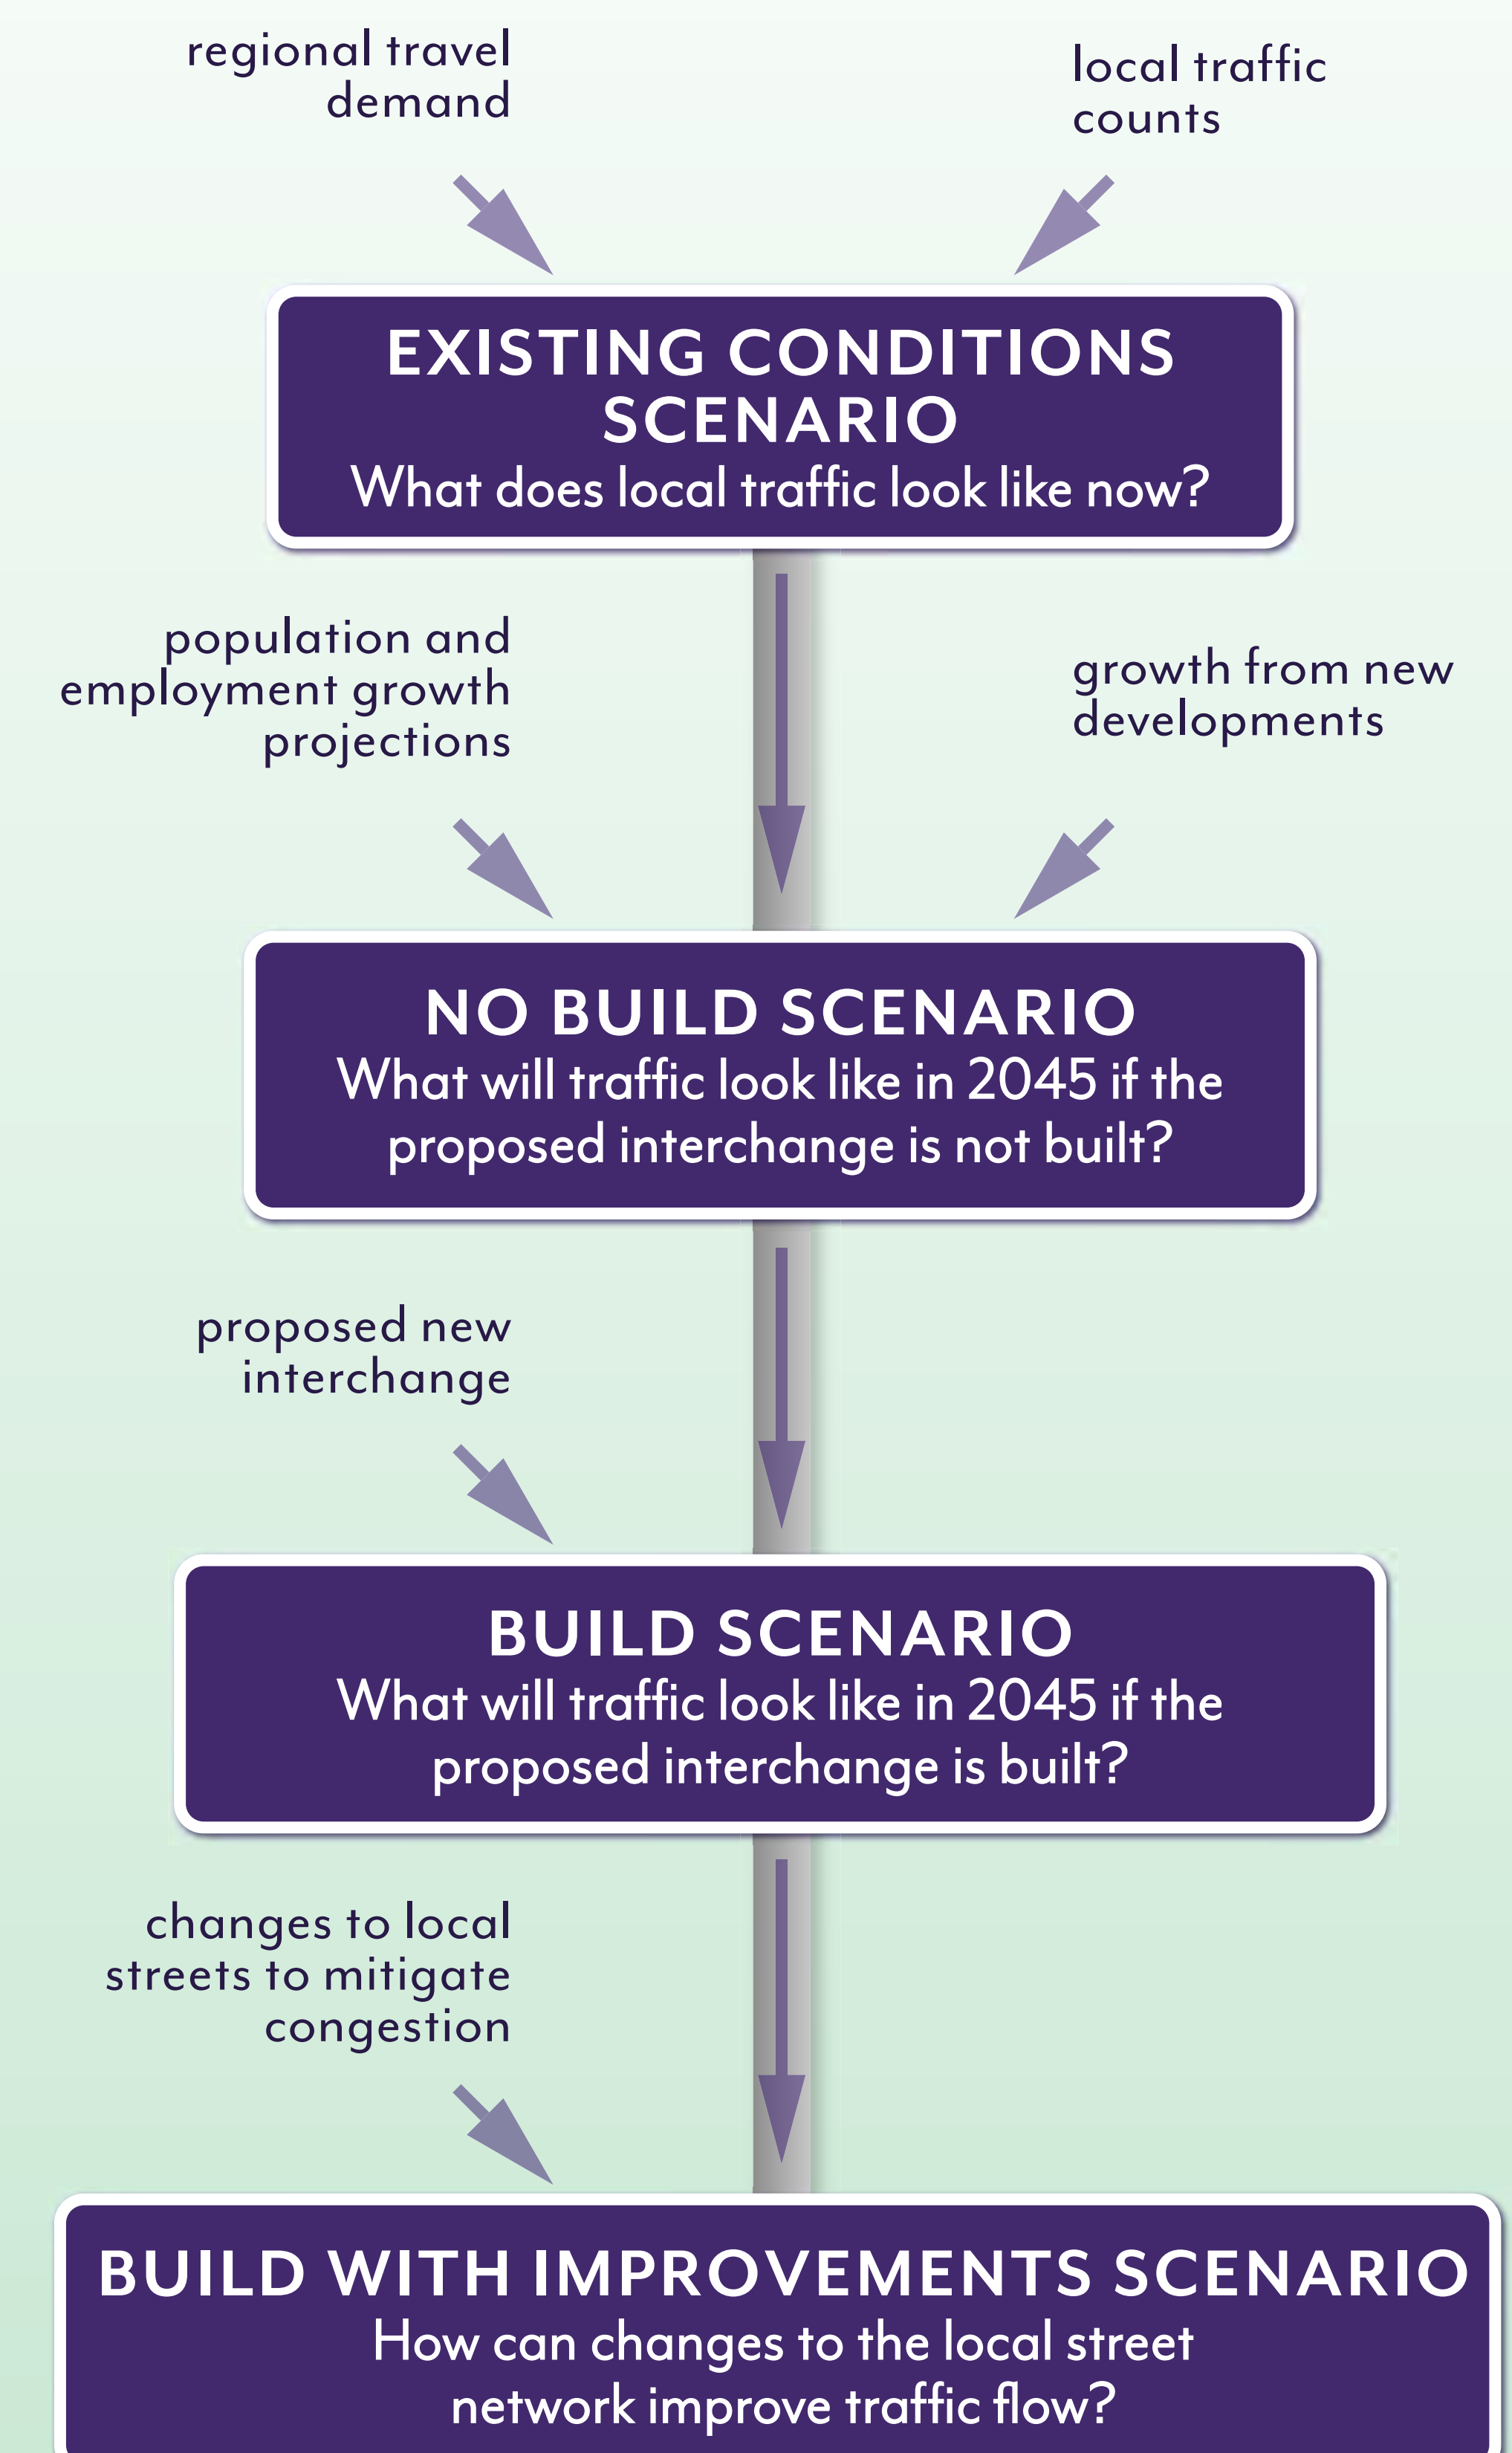 regional travel
demand
local traffic
counts
EXISTING CONDITIONS
SCENARIO
What does local traffic look like now?
population and
employment growth
projections
growth from new
developments
NO BUILD SCENARIO
What will traffic look like in 2045 if the
proposed interchange is not built?
proposed new
interchange
BUILD SCENARIO
What will traffic look like in 2045 if the
proposed interchange is built?
changes to local
streets to mitigate
congestion
BUILD WITH IMPROVEMENTS SCENARIO
How can changes to the local street
network improve traffic flow?